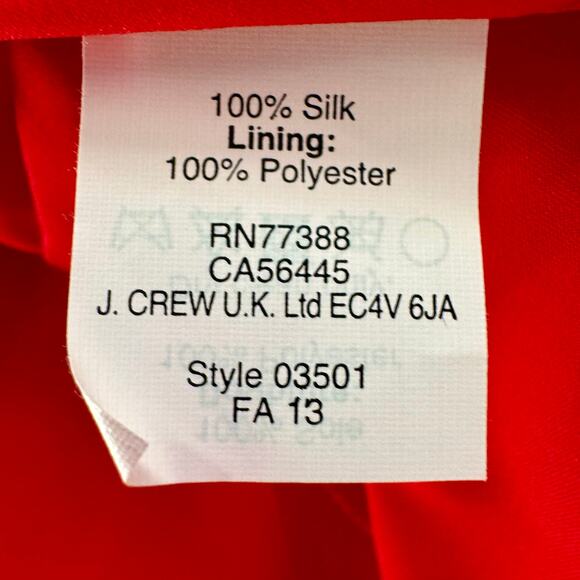 100% Silk
Lining:
100% Polyester
RN77388
CA56445
J. CREW U.K. Ltd EC4V 6JA
Style 03501
FA 13